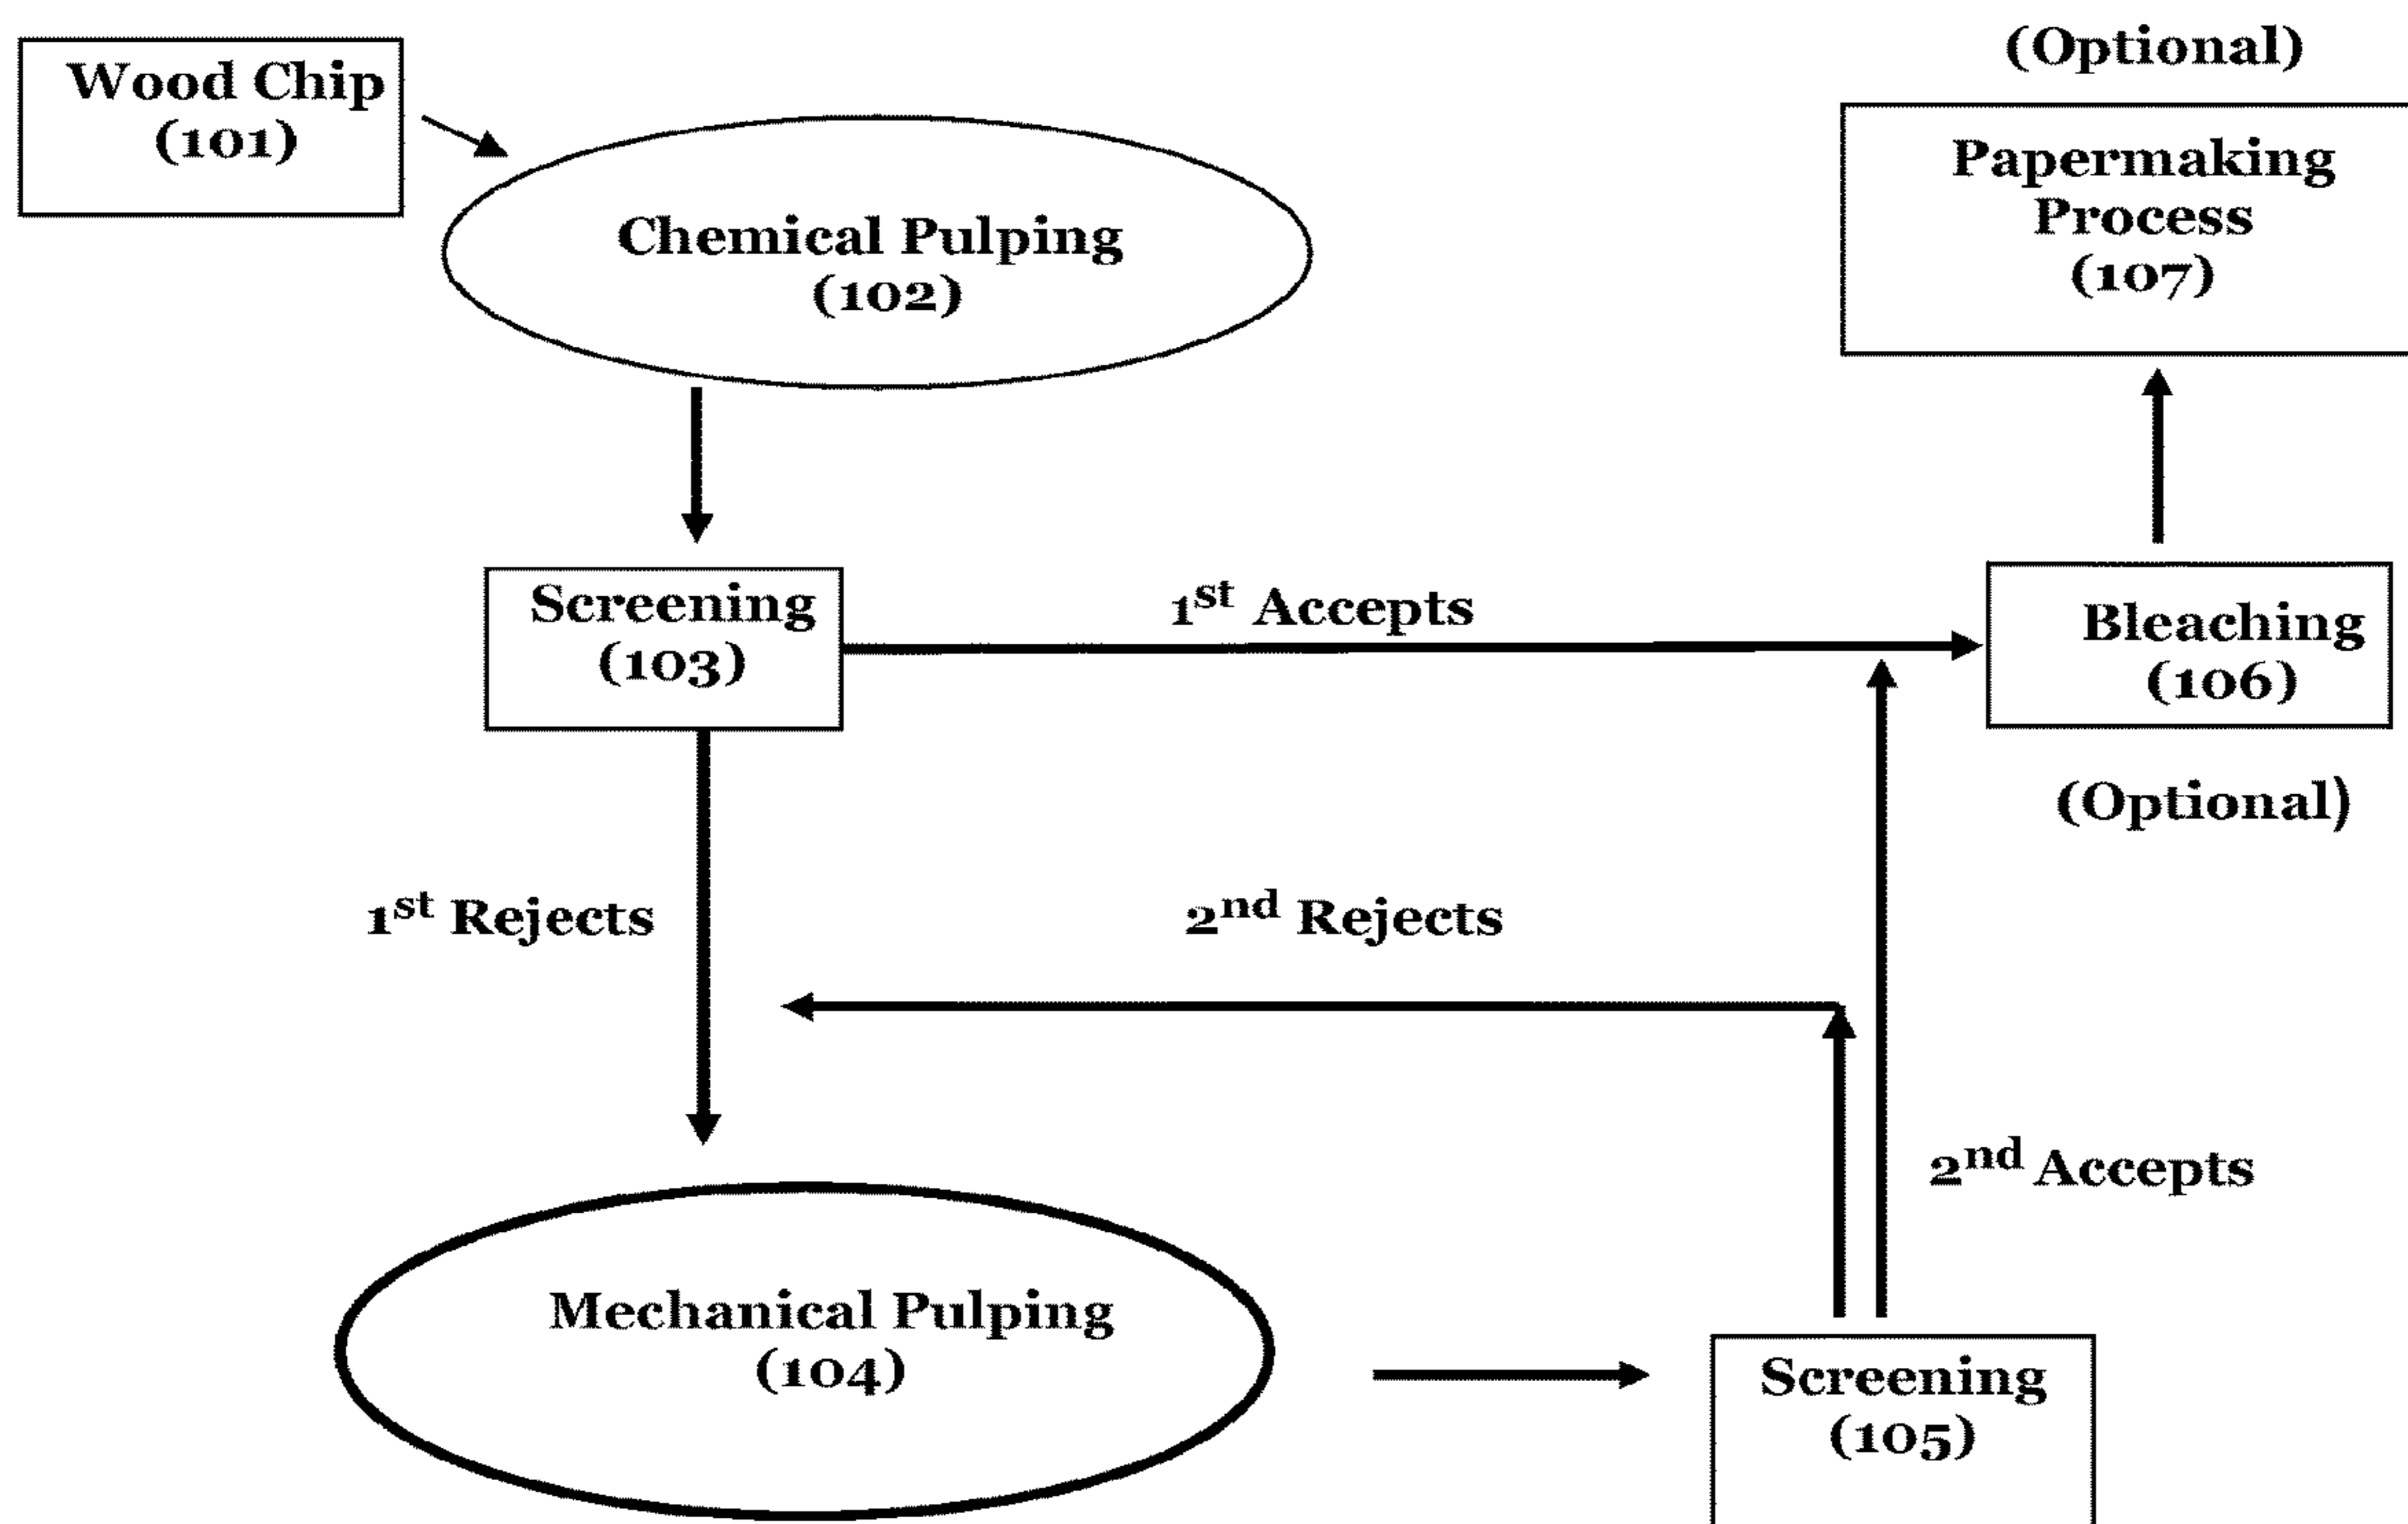 Wood Chip
(101)
(Optional)
Papermaking
Process
(107)
Chemical Pulping
(102)
Screening
(103)
1st Accepts
Bleaching
(106)
(Optional)
1st Rejects
2nd Rejects
2nd Accepts
Mechanical Pulping
(104)
Screening
(105)